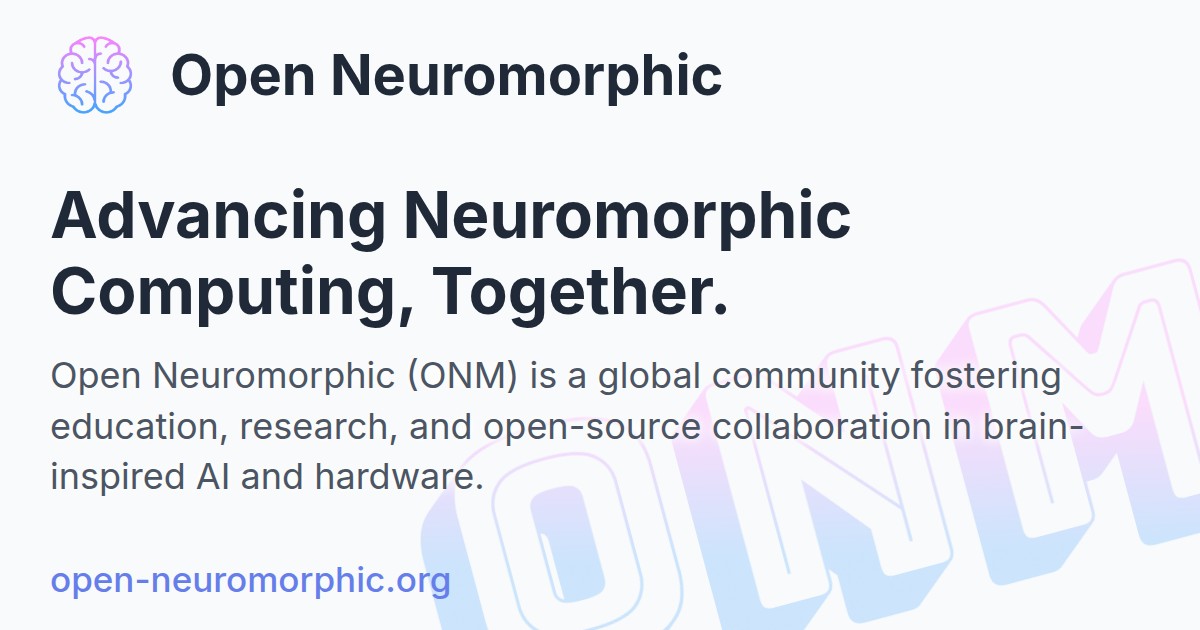 Open Neuromorphic
Advancing Neuromorphic
Computing, Together.
Open Neuromorphic (ONM) is a global community fostering
education, research, and open-source collaboration in brain-
inspired AI and hardware.
open-neuromorphic.org
ONM